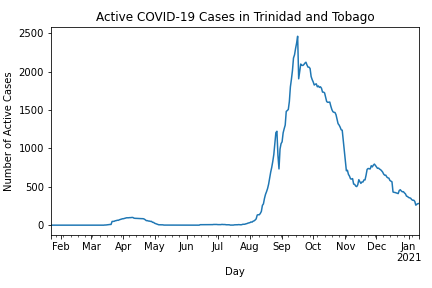 Active COVID-19 Cases in Trinidad and Tobago
Number of Active Cases
2500
2000
1500
1000
500
0
Feb Mar Apr May Jun Jul Aug Sep Oct Nov Dec Jan
2021
Day